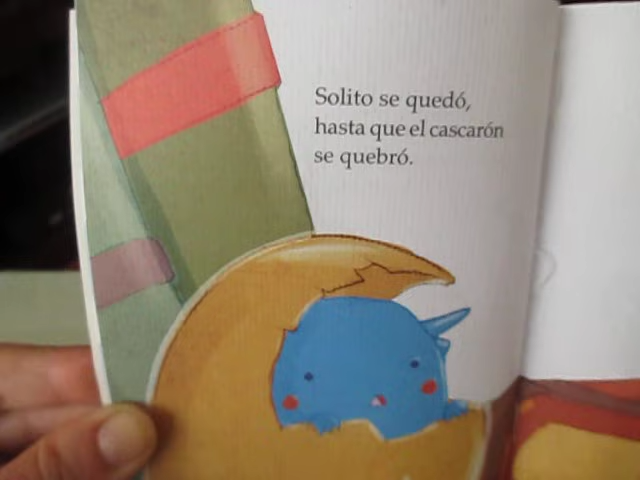 Solito se quedó,
hasta que el cascarón
se quebró.